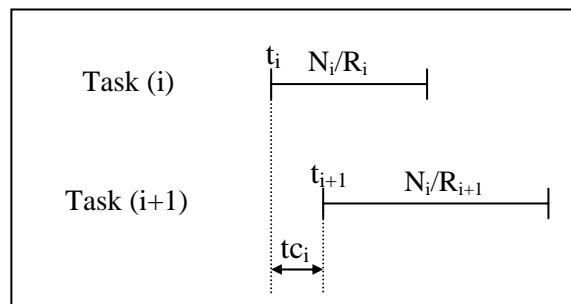 t_i N_i/R_i
Task (i)
t_{i+1} N_i/R_{i+1}
Task (i+1)
tc_i